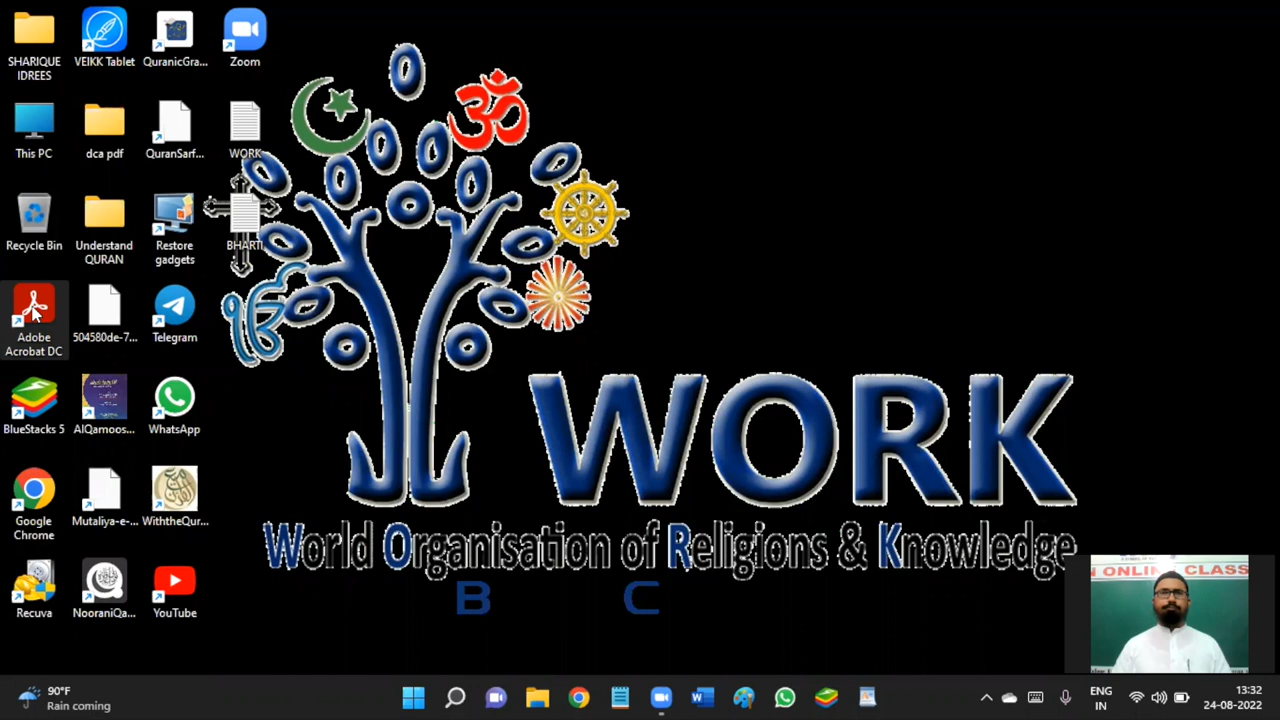 SHARIQUE
IDREES
VEIKK Tablet
QuranicGra...
Zoom
This PC
dca pdf
QuranSarf...
WORK
Recycle Bin
Understand
QURAN
Restore
gadgets
BHARTI
Adobe
Acrobat DC
504580de-7...
Telegram
BlueStacks 5
AlQamoos...
WhatsApp
Google
Chrome
Mutaliya-e-...
WiththeQur...
Recuva
NooraniQa...
YouTube
WORK
World Organisation of Religions & Knowledge
B C
N ONLINE CLASS
90°F
Rain coming
ENG
IN
13:32
24-08-2022